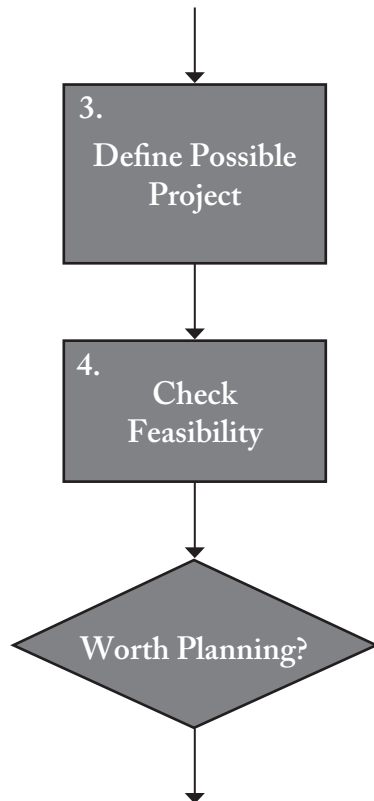 3.
Define Possible
Project
4.
Check
Feasibility
Worth Planning?